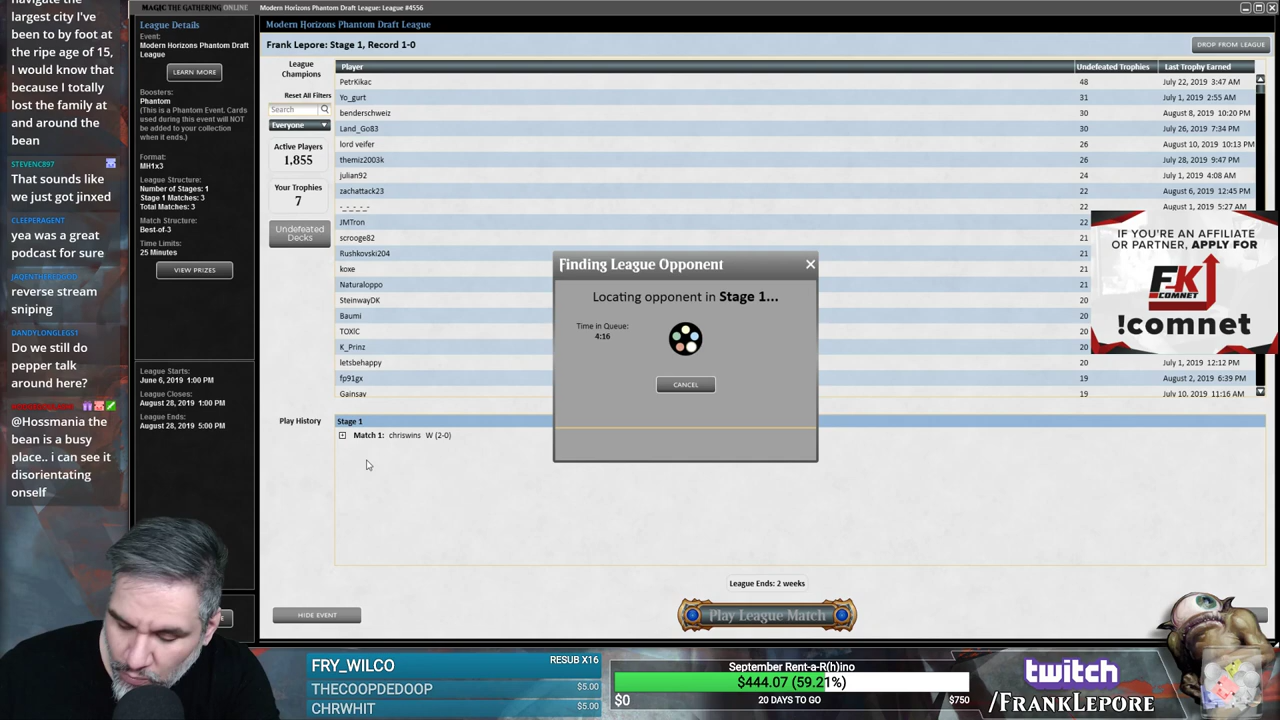 navigate the
largest city I've
been to by foot at
the ripe age of 15,
I would know that
because I totally
lost the family at
and around the
bean
STEVENC897
That sounds like
we just got jinxed
CLEEPERAGENT
yea was a great
podcast for sure
reverse stream
sniping
DANDYLONGLEGS1
Do we still do
pepper talk
around here?
@Hossmania the
bean is a busy
place.. i can see it
disorientating
onself
MAGIC THE GATHERING ONLINE
Modern Horizons Phantom Draft League: League #4556
League Details
Event:
Modern Horizons Phantom Draft
League
LEARN MORE
Boosters:
Phantom
(This is a Phantom Event. Cards
used during this event will NOT
be added to your collection
when it ends.)
Format:
MH1x3
League Structure:
Number of Stages: 1
Stage 1 Matches: 3
Total Matches: 3
Match Structure:
Best-of-3
Time Limits:
25 Minutes
VIEW PRIZES
League Starts:
June 6, 2019 1:00 PM
League Closes:
August 28, 2019 1:00 PM
League Ends:
August 28, 2019 5:00 PM
Modern Horizons Phantom Draft League
Frank Lepore: Stage 1, Record 1-0
DROP FROM LEAGUE
League
Champions
Reset All Filters
Search
Everyone
Active Players
1,855
Your Trophies
7
Undefeated
Decks
Player Undefeated Trophies Last Trophy Earned
PetrKikac 48 July 22, 2019 3:47 AM
Yo_gurt 31 July 1, 2019 2:55 AM
benderschweiz 30 August 8, 2019 10:20 PM
Land_Go83 30 July 26, 2019 7:34 PM
lord veifer 26 August 10, 2019 10:13 PM
themiz2003k 26 July 28, 2019 9:47 PM
julian92 24 July 1, 2019 4:08 AM
zachattack23 22 August 6, 2019 12:45 PM
-_-_-_-_- 22 August 1, 2019 5:27 AM
JMTron 22
scrooge82 21
Rushkovski204 21
koxe 21
Naturaloppo 21
SteinwayDK 20
Baumi 20
TOXIC 20
K_Prinz 20
letsbehappy 20 July 1, 2019 12:12 PM
fp91gx 19 August 2, 2019 6:39 PM
Gainsay 19 July 10, 2019 11:16 AM
Finding League Opponent
Locating opponent in Stage 1...
Time in Queue:
4:16
CANCEL
Play History
Stage 1
Match 1: chriswins W (2-0)
League Ends: 2 weeks
HIDE EVENT
Play League Match
IF YOU'RE AN AFFILIATE
OR PARTNER, APPLY FOR
FK
COMNET
!comnet
FRY_WILCO RESUB X16
THECOOPDEDOOP $5.00
CHRWHIT $5.00
September Rent-a-R(h)ino
$444.07 (59.21%)
$0 20 DAYS TO GO $750
twitch
/FRANKLEPORE